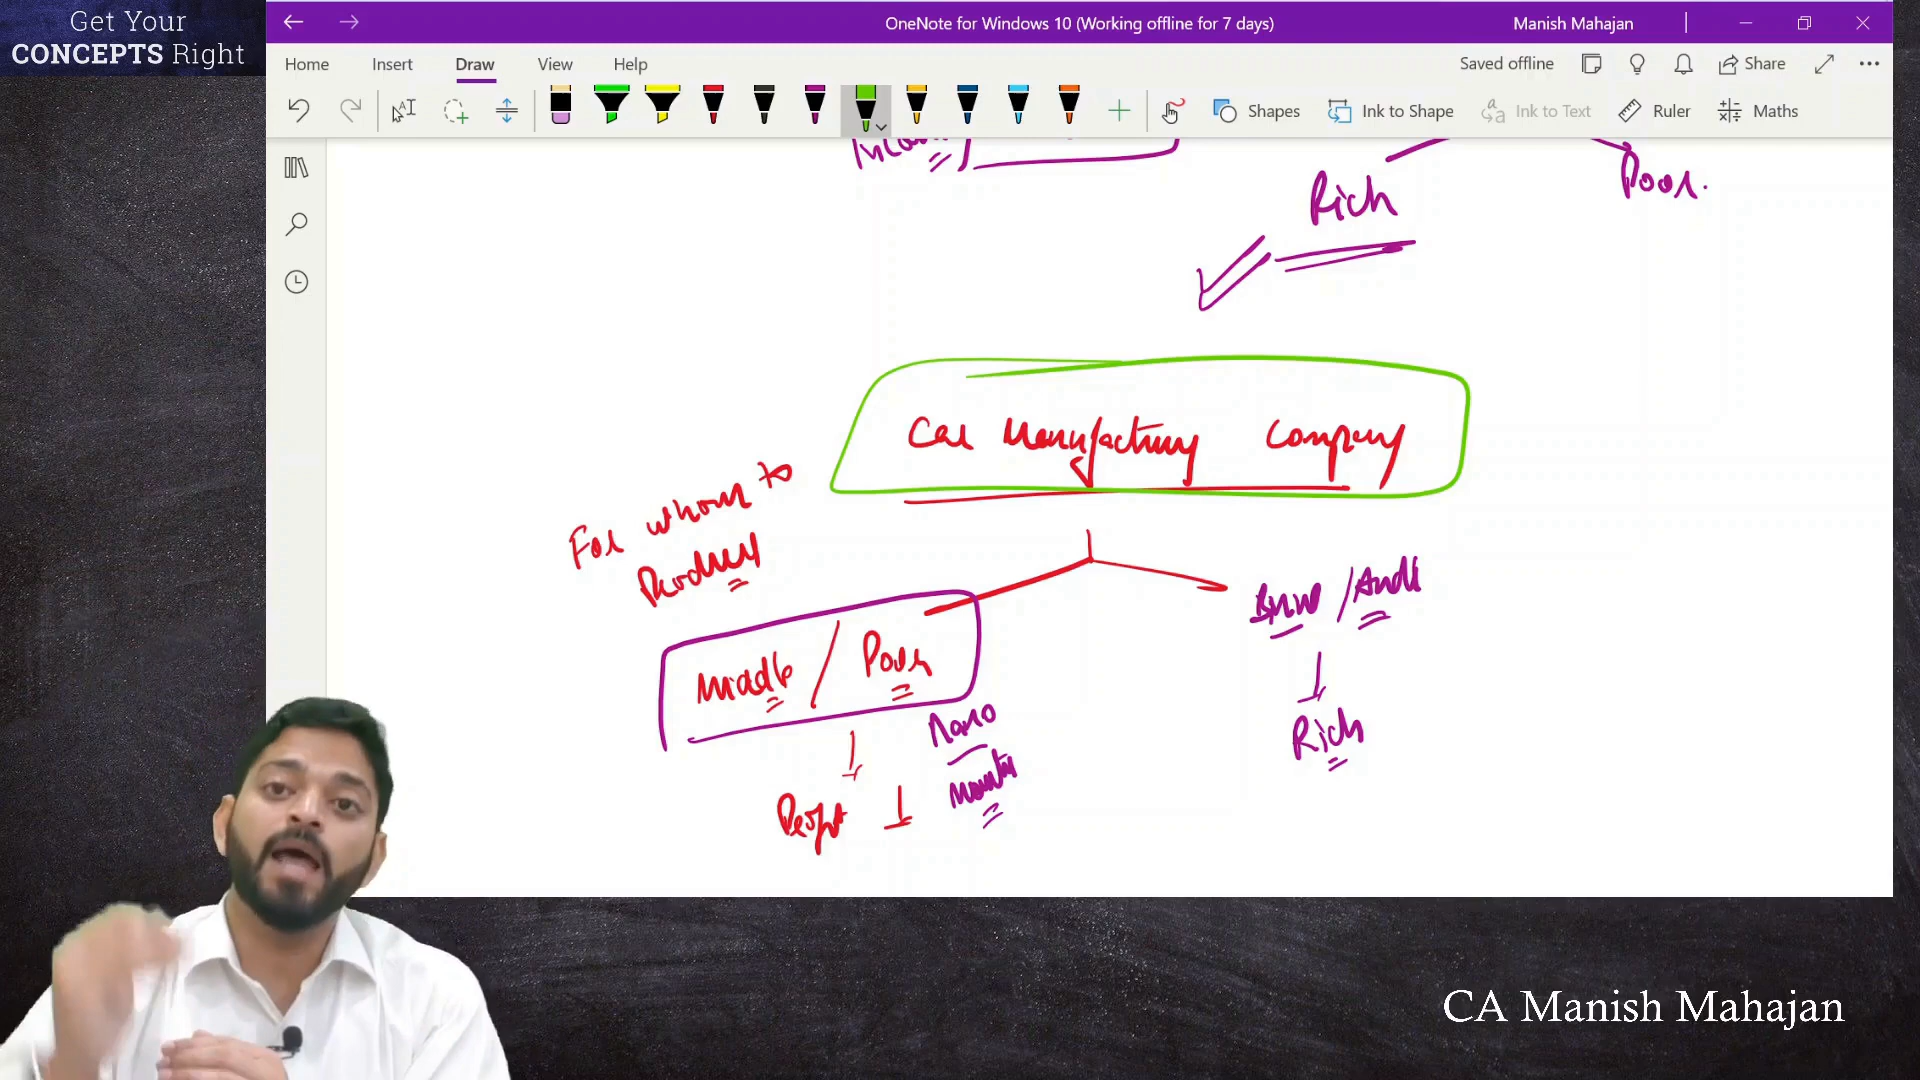 Get Your
CONCEPTS Right
OneNote for Windows 10 (Working offline for 7 days)
Manish Mahajan
Home
Insert
Draw
View
Help
Saved offline
Share
Shapes
Ink to Shape
Ink to Text
Ruler
Maths
Rich
Poor.
Car Manufacturing Company
For whom to
Produce
BMW / Audi
Middle / Poor
Nano
Rich
People
CA Manish Mahajan